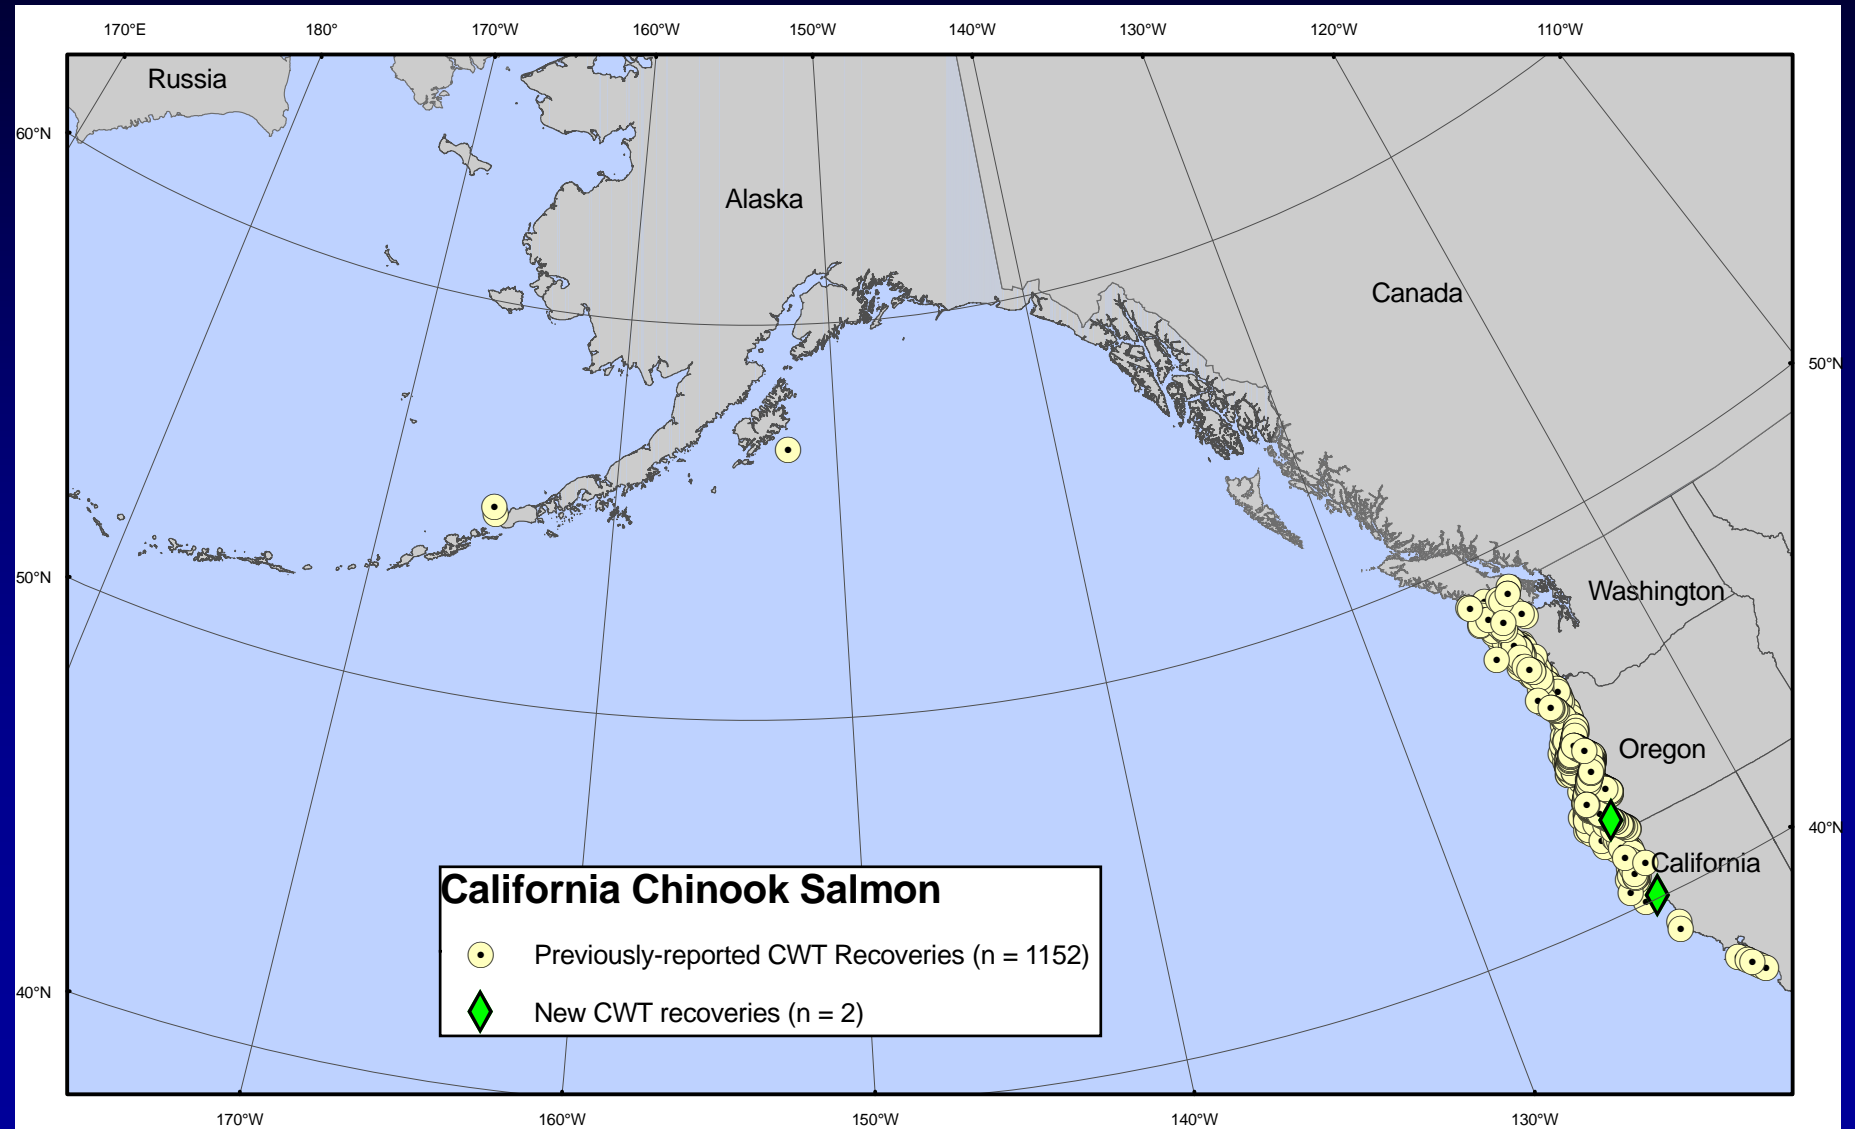 170°E 180° 170°W 160°W 150°W 140°W 130°W 120°W 110°W
Russia
60°N
Alaska
Canada
50°N
50°N
Washington
Oregon
40°N
California
California Chinook Salmon
Previously-reported CWT Recoveries (n = 1152)
40°N
New CWT recoveries (n = 2)
170°W 160°W 150°W 140°W 130°W